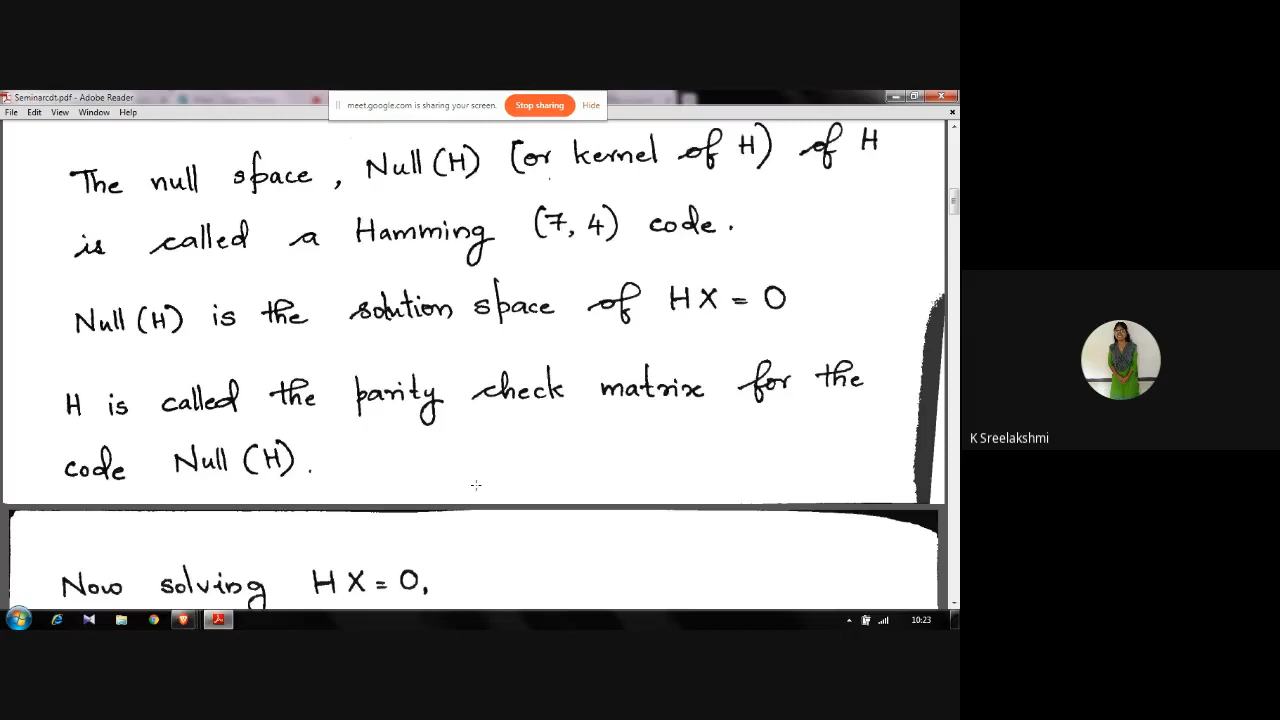 Seminarcdt.pdf - Adobe Reader
File Edit View Window Help
meet.google.com is sharing your screen. Stop sharing Hide
The null space, Null (H) (or kernel of H) of H
is called a Hamming (7, 4) code.
Null (H) is the solution space of HX = 0
H is called the parity check matrix for the
code Null (H).
Now solving HX = 0,
K Sreelakshmi
10:23